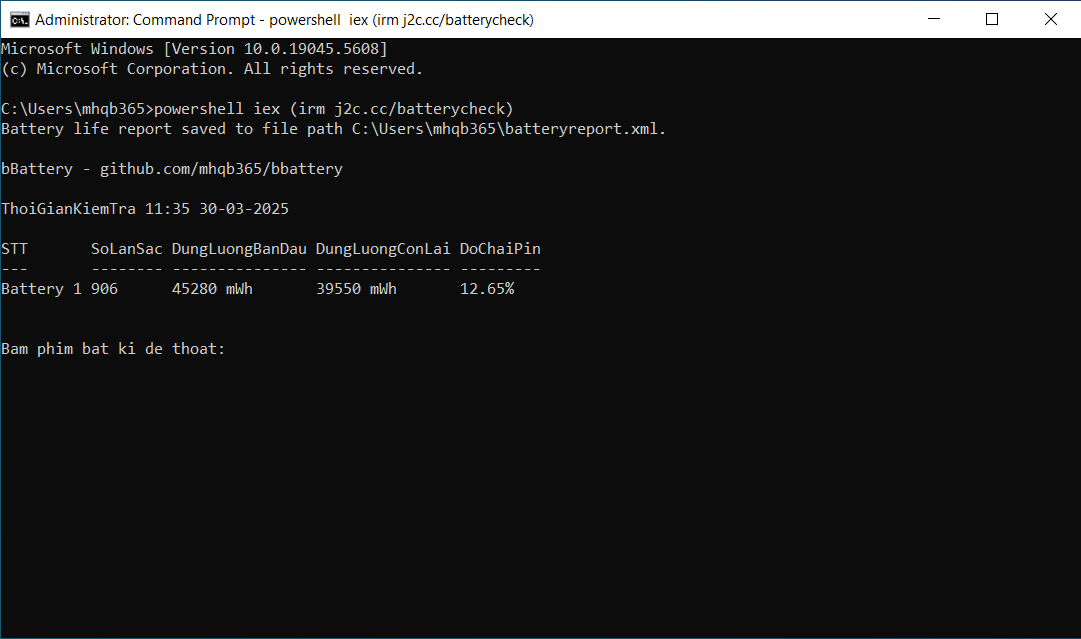 Administrator: Command Prompt - powershell  iex (irm j2c.cc/batterycheck)
Microsoft Windows [Version 10.0.19045.5608]
(c) Microsoft Corporation. All rights reserved.
C:\Users\mhqb365>powershell iex (irm j2c.cc/batterycheck)
Battery life report saved to file path C:\Users\mhqb365\batteryreport.xml.
bBattery - github.com/mhqb365/bbattery
ThoiGianKiemTra 11:35 30-03-2025
STT       SoLanSac DungLuongBanDau DungLuongConLai DoChaiPin
---       -------- --------------- --------------- ---------
Battery 1 906      45280 mWh       39550 mWh       12.65%
Bam phim bat ki de thoat: